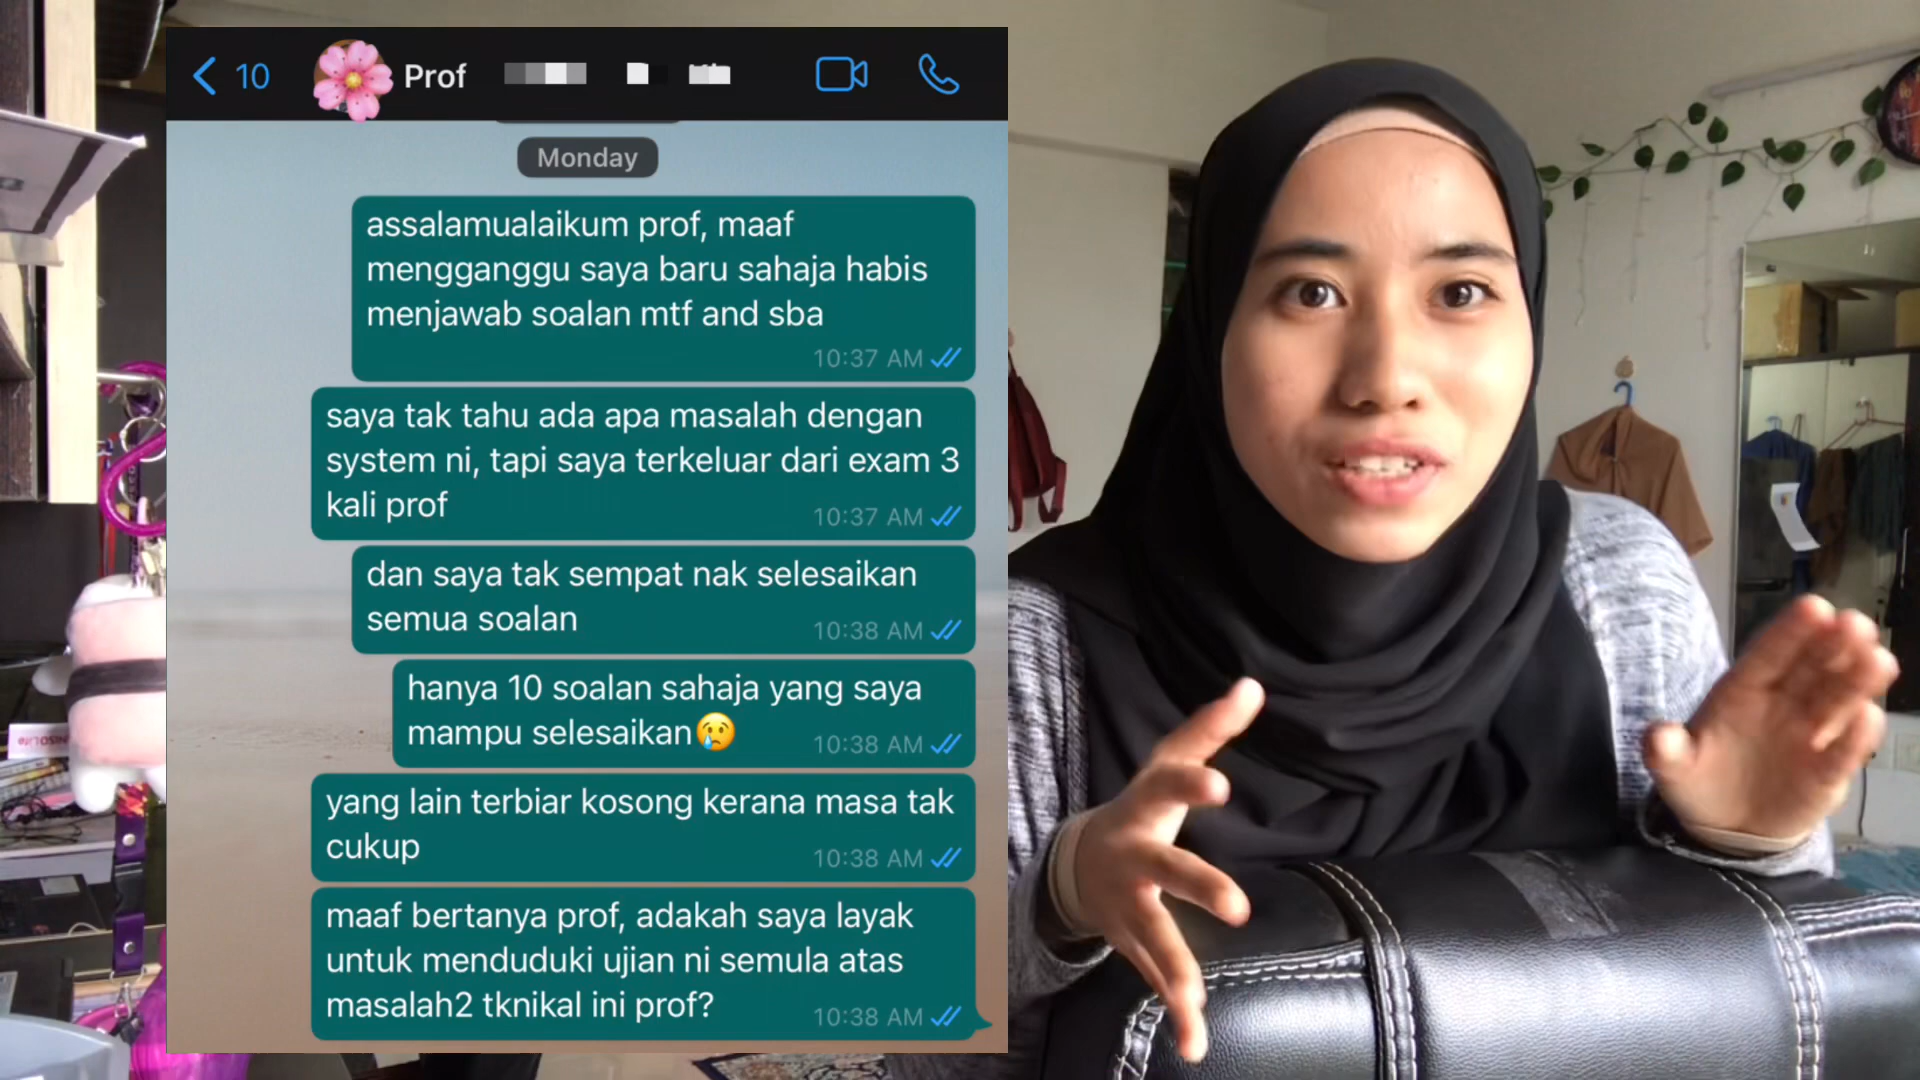 10
Prof
Monday
assalamualaikum prof, maaf
mengganggu saya baru sahaja habis
menjawab soalan mtf and sba
10:37 AM
saya tak tahu ada apa masalah dengan
system ni, tapi saya terkeluar dari exam 3
kali prof
10:37 AM
dan saya tak sempat nak selesaikan
semua soalan
10:38 AM
hanya 10 soalan sahaja yang saya
mampu selesaikan😢
10:38 AM
yang lain terbiar kosong kerana masa tak
cukup
10:38 AM
maaf bertanya prof, adakah saya layak
untuk menduduki ujian ni semula atas
masalah2 tknikal ini prof?
10:38 AM